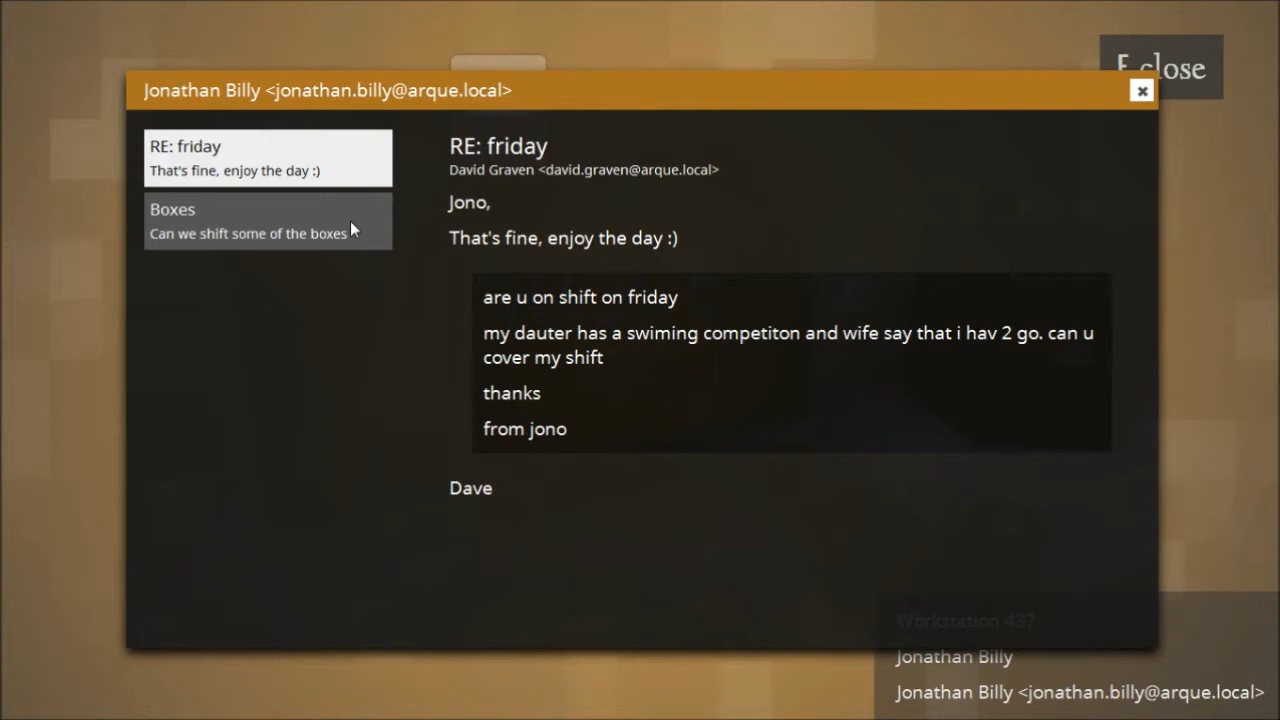 F close
Jonathan Billy <jonathan.billy@arque.local>
RE: friday
That's fine, enjoy the day :)
Boxes
Can we shift some of the boxes
RE: friday
David Graven <david.graven@arque.local>
Jono,
That's fine, enjoy the day :)
are u on shift on friday
my dauter has a swiming competiton and wife say that i hav 2 go. can u
cover my shift
thanks
from jono
Dave
Workstation 437
Jonathan Billy
Jonathan Billy <jonathan.billy@arque.local>